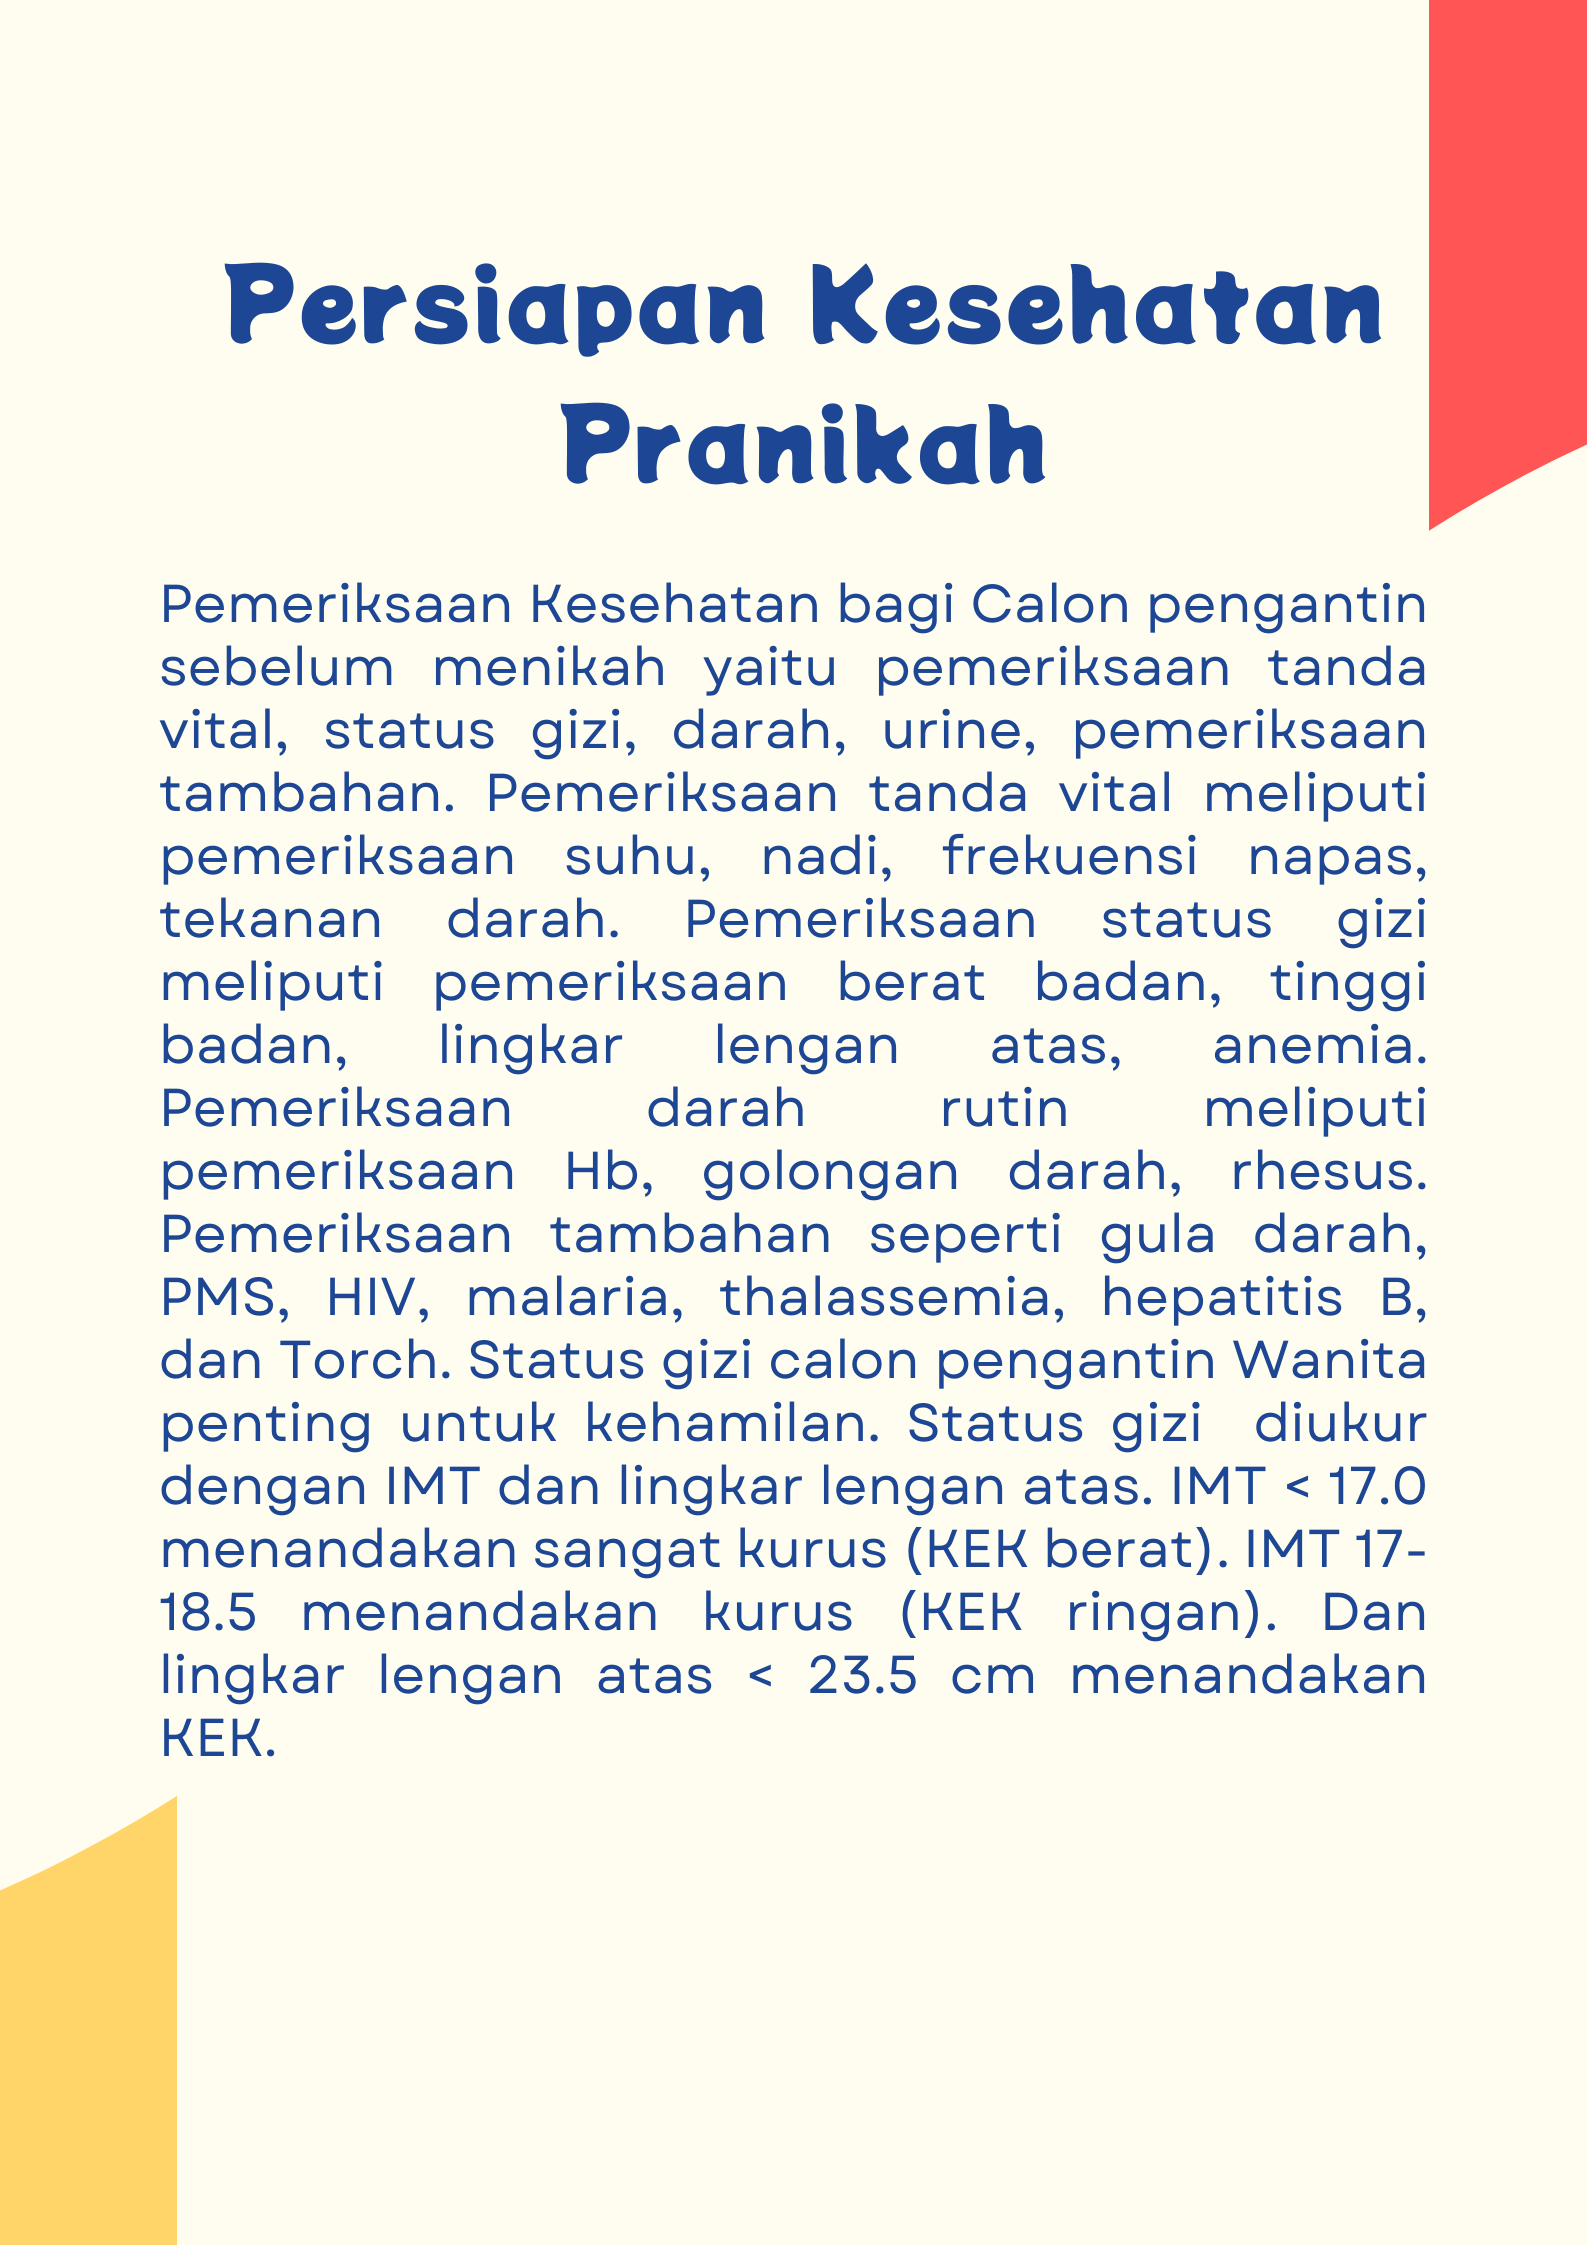 Persiapan Kesehatan
Pranikah
Pemeriksaan Kesehatan bagi Calon pengantin
sebelum menikah yaitu pemeriksaan tanda
vital, status gizi, darah, urine, pemeriksaan
tambahan. Pemeriksaan tanda vital meliputi
pemeriksaan suhu, nadi, frekuensi napas,
tekanan darah. Pemeriksaan status gizi
meliputi pemeriksaan berat badan, tinggi
badan, lingkar lengan atas, anemia.
Pemeriksaan darah rutin meliputi
pemeriksaan Hb, golongan darah, rhesus.
Pemeriksaan tambahan seperti gula darah,
PMS, HIV, malaria, thalassemia, hepatitis B,
dan Torch. Status gizi calon pengantin Wanita
penting untuk kehamilan. Status gizi diukur
dengan IMT dan lingkar lengan atas. IMT < 17.0
menandakan sangat kurus (KEK berat). IMT 17-
18.5 menandakan kurus (KEK ringan). Dan
lingkar lengan atas < 23.5 cm menandakan
KEK.